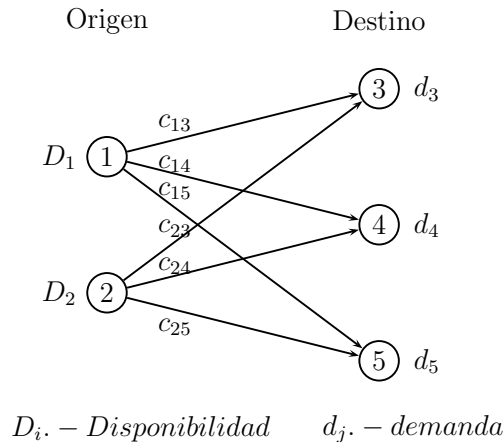 Origen Destino
3 d₃
c₁₃
D₁ 1
c₁₄
c₁₅
c₂₃
4 d₄
c₂₄
D₂ 2
c₂₅
5 d₅
Dᵢ. − Disponibilidad dⱼ. − demanda